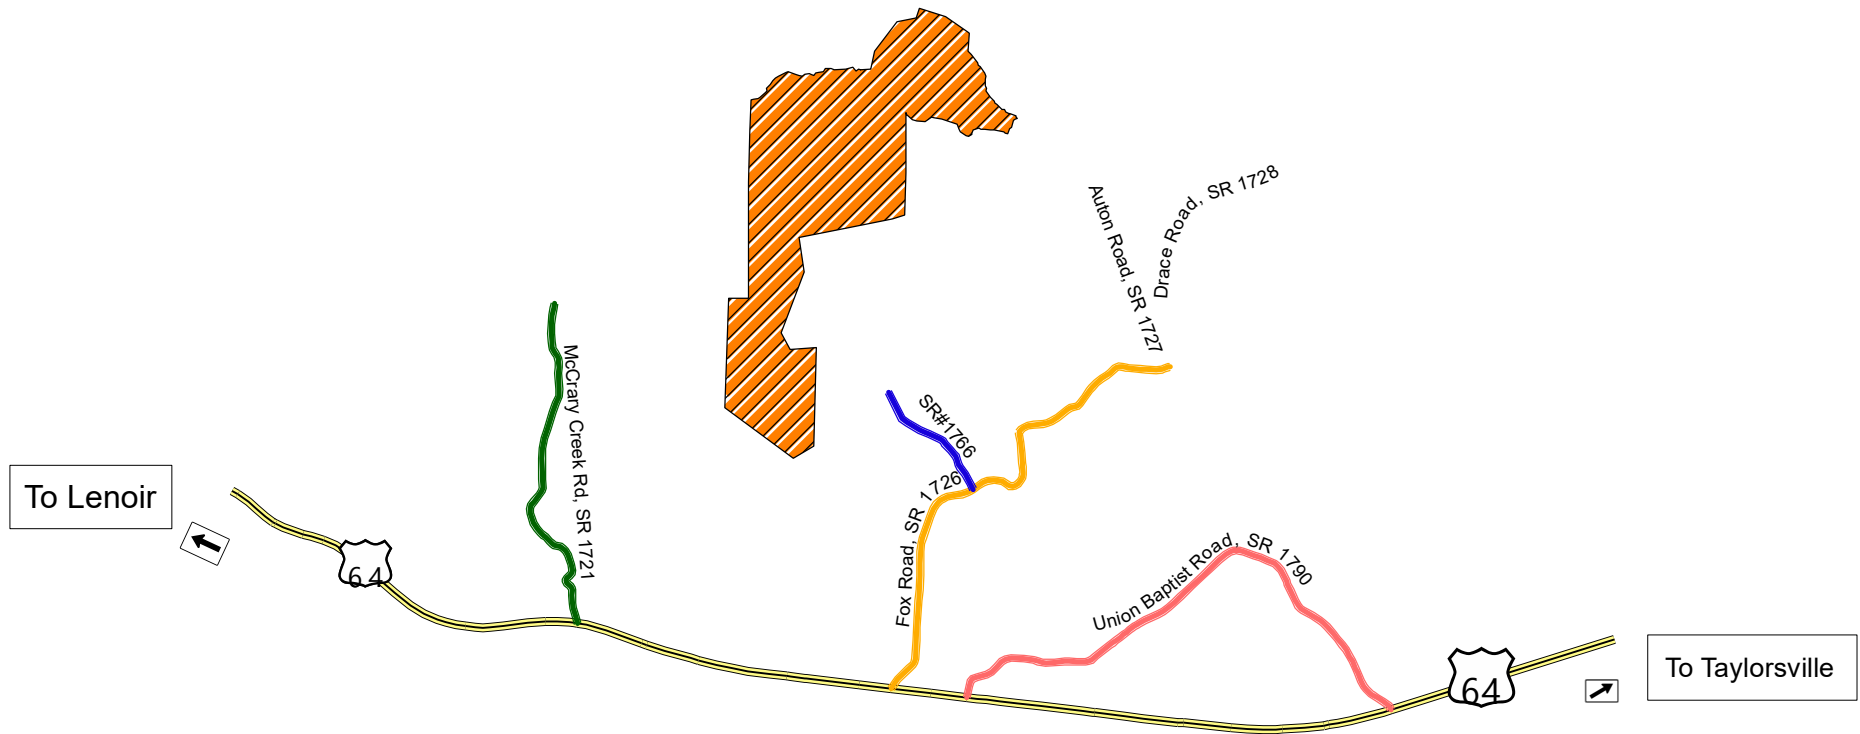 Drace Road, SR 1728
Auton Road, SR 1727
McCrary Creek Rd, SR 1721
SR#1766
Fox Road, SR 1726
To Lenoir
64
Union Baptist Road, SR 1790
To Taylorsville
64